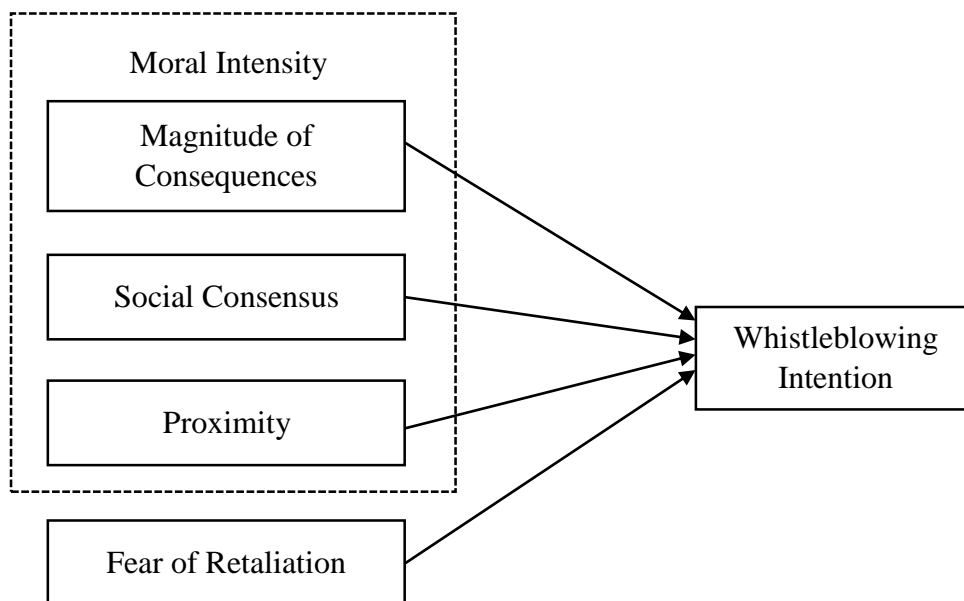 Moral Intensity
Magnitude of
Consequences
Social Consensus
Proximity
Fear of Retaliation
Whistleblowing
Intention